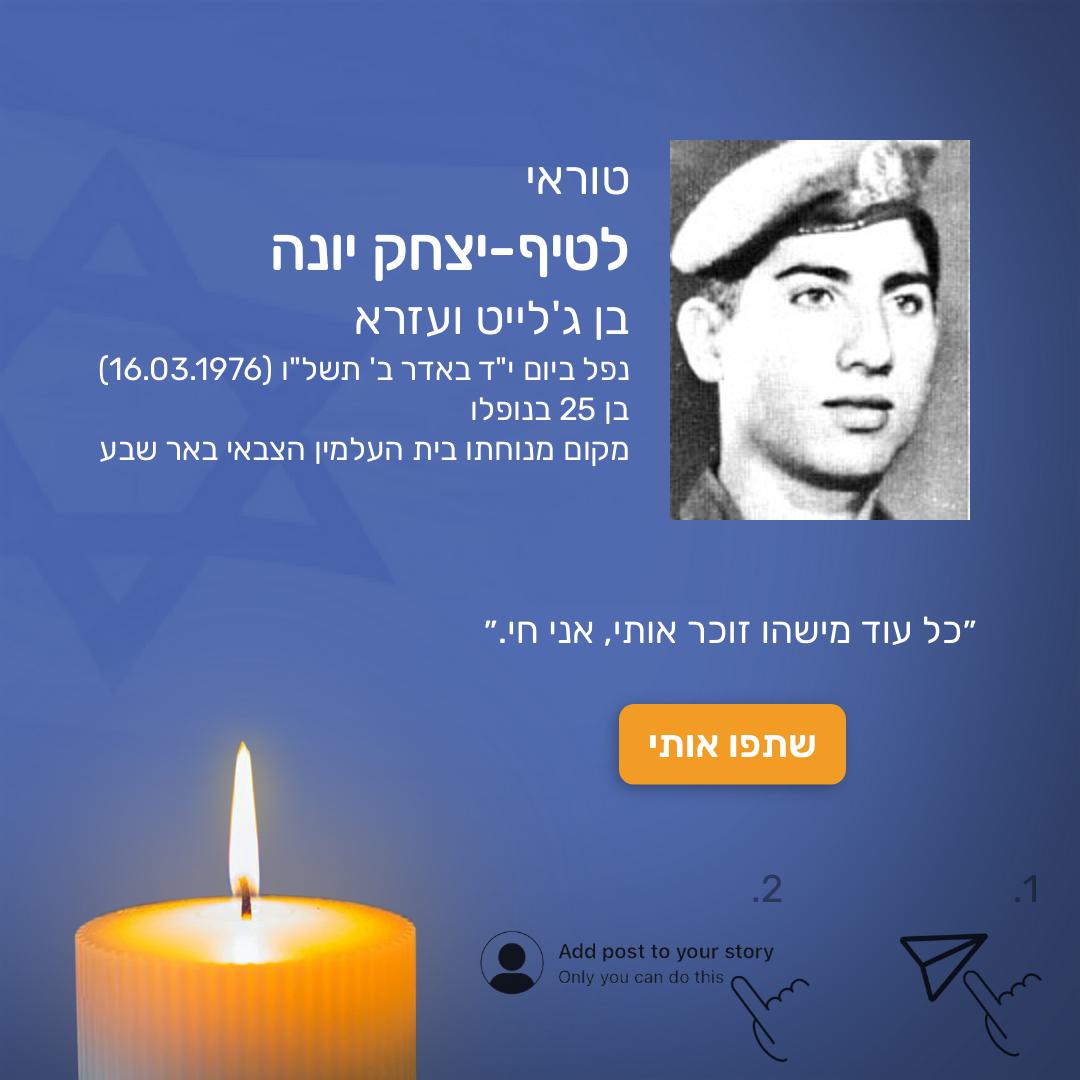 טוראי
לטיף-יצחק יונה
בן ג'לייט ועזרא
נפל ביום י"ד באדר ב' תשל"ו (16.03.1976)
בן 25 בנופלו
מקום מנוחתו בית העלמין הצבאי באר שבע
״כל עוד מישהו זוכר אותי, אני חי.״
שתפו אותי
.1
.2
Add post to your story
Only you can do this